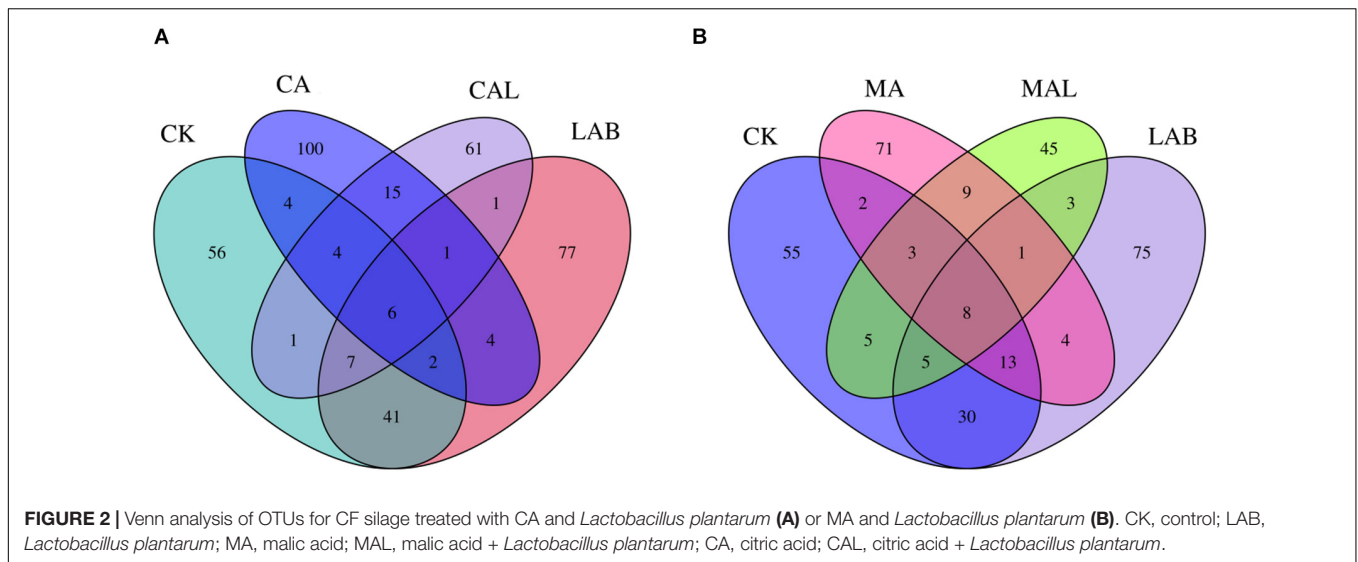 A
B
CA
CAL
CK
LAB
100
61
15
4
1
56
4
1
77
6
1
7
2
4
41
MA
MAL
CK
LAB
71
45
9
2
3
55
3
1
75
8
5
5
13
4
30
FIGURE 2 | Venn analysis of OTUs for CF silage treated with CA and Lactobacillus plantarum (A) or MA and Lactobacillus plantarum (B). CK, control; LAB,
Lactobacillus plantarum; MA, malic acid; MAL, malic acid + Lactobacillus plantarum; CA, citric acid; CAL, citric acid + Lactobacillus plantarum.